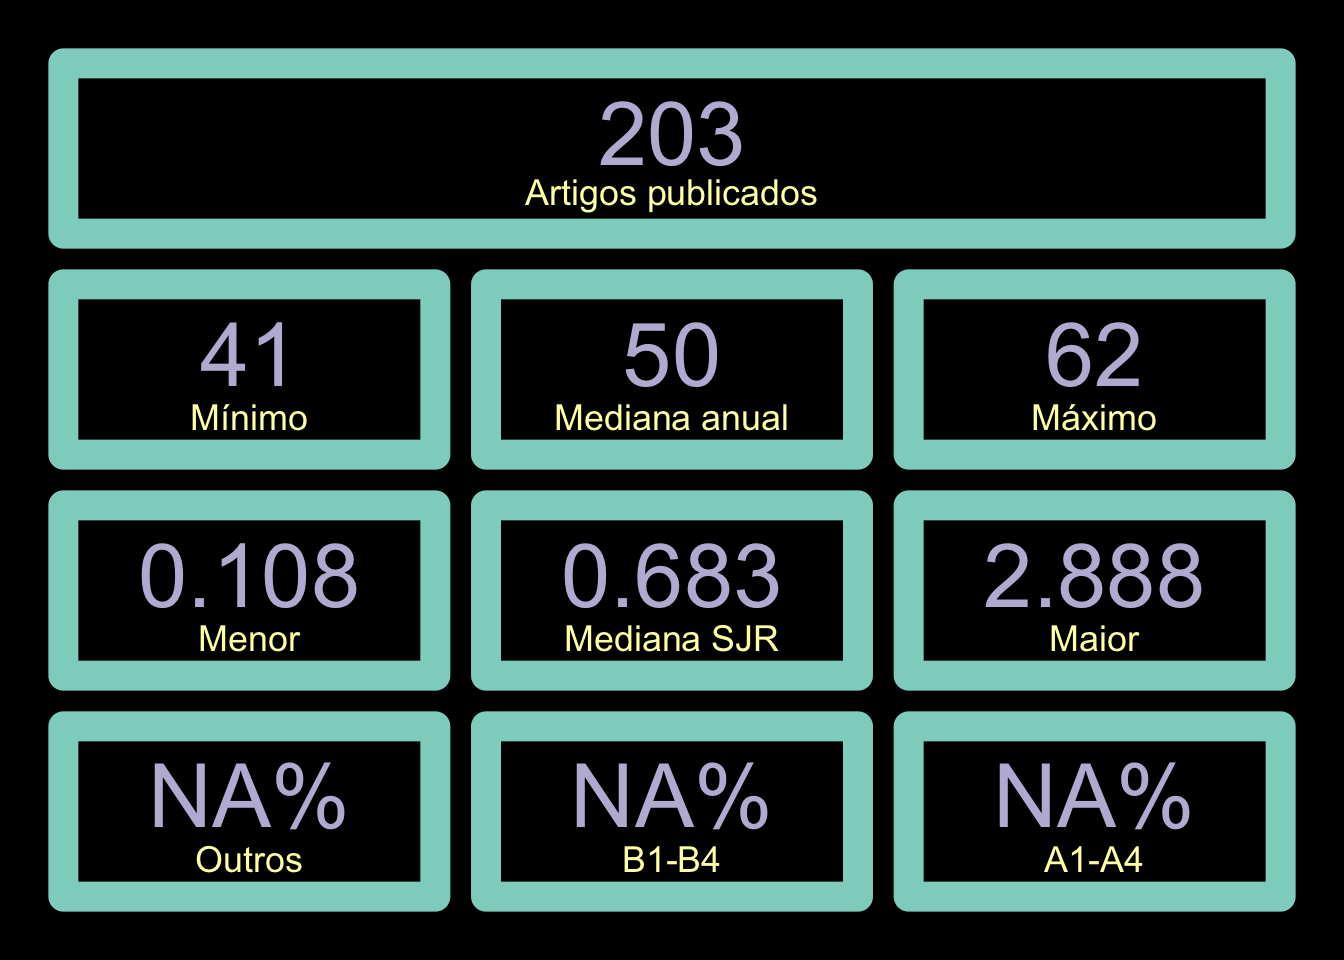 203
Artigos publicados
41
Mínimo
50
Mediana anual
62
Máximo
0.108
Menor
0.683
Mediana SJR
2.888
Maior
NA%
Outros
NA%
B1-B4
NA%
A1-A4